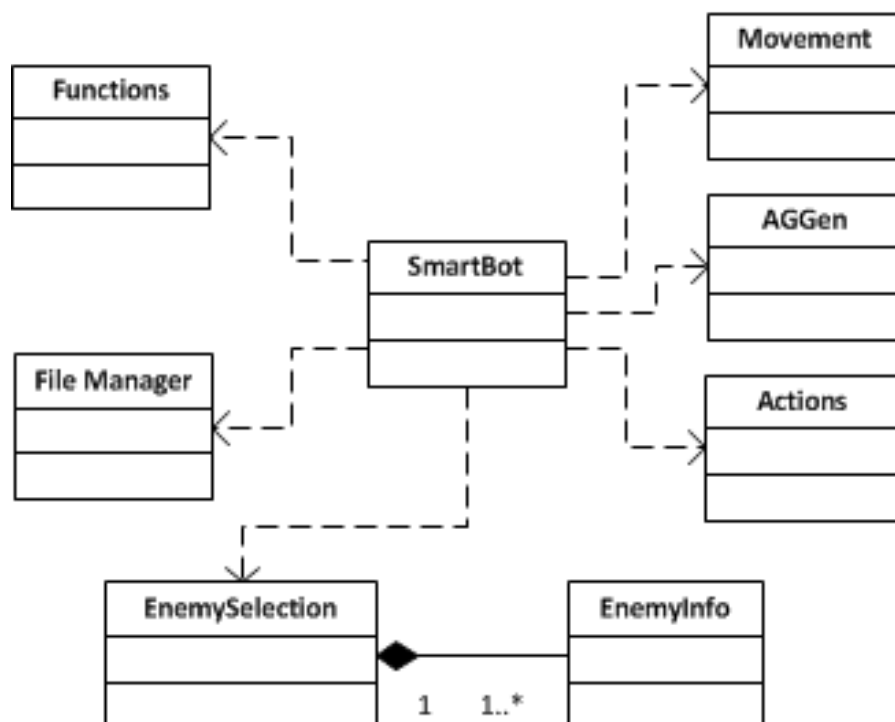 Movement
Functions
AGGen
SmartBot
File Manager
Actions
EnemySelection
EnemyInfo
1 1..*